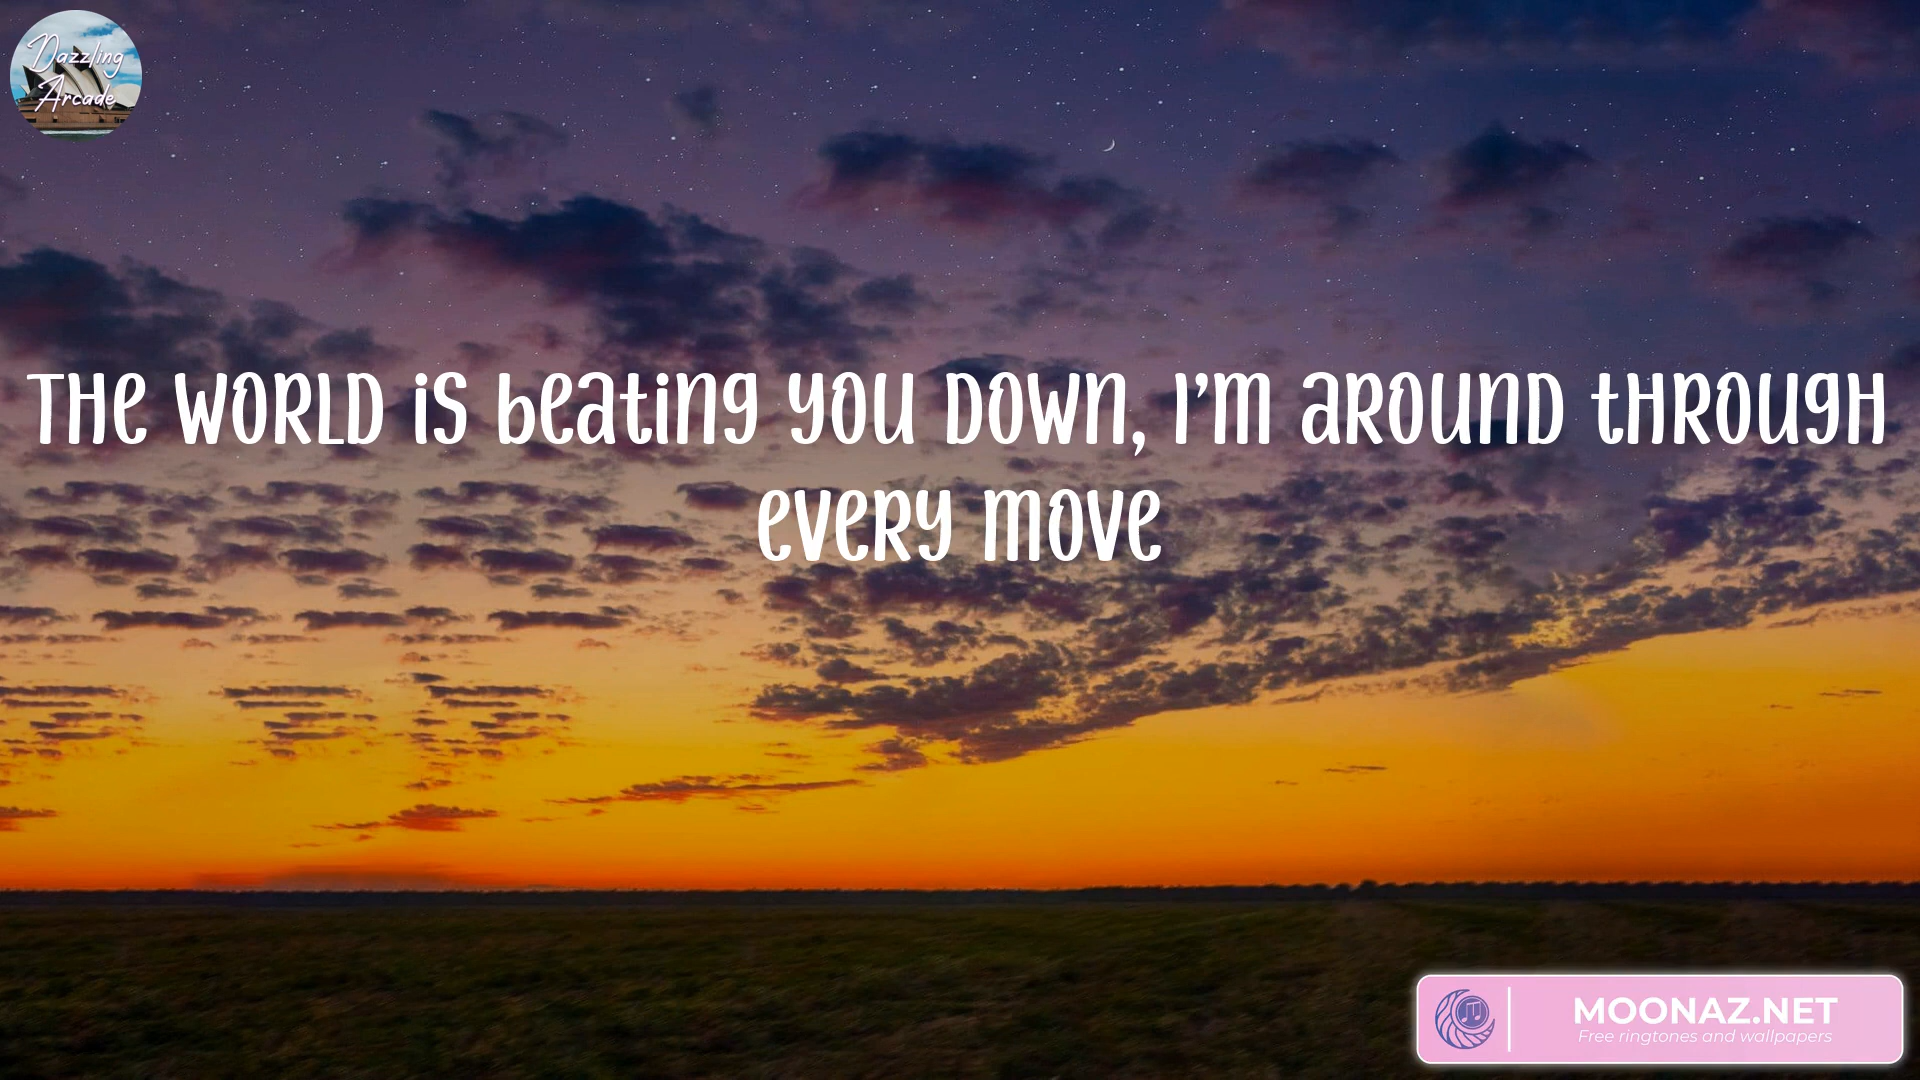 Dazzling
Arcade
THE WORLD IS BEATING YOU DOWN, I'M AROUND THROUGH
EVERY MOVE
MOONAZ.NET
Free ringtones and wallpapers